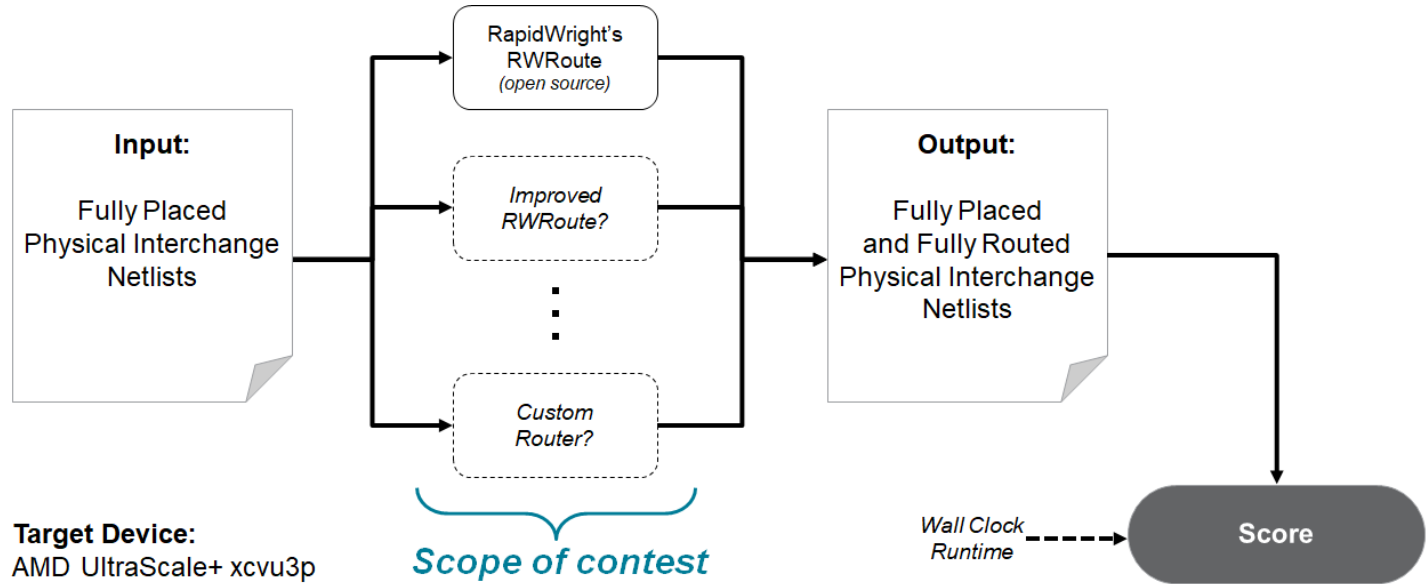 RapidWright's
RWRoute
(open source)
Input:
Fully Placed
Physical Interchange
Netlists
Improved
RWRoute?
Custom
Router?
Output:
Fully Placed
and Fully Routed
Physical Interchange
Netlists
Target Device:
AMD UltraScale+ xcvu3p
Scope of contest
Wall Clock
Runtime
Score